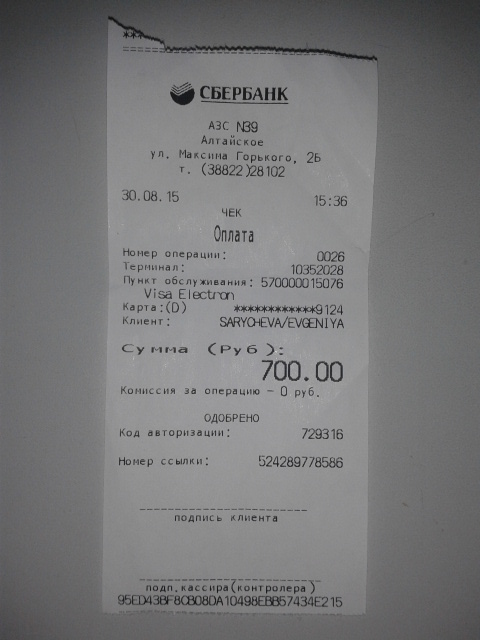 ***
СБЕРБАНК
АЗС N39
Алтайское
ул. Максима Горького, 2Б
т. (38822)28102
30.08.15 15:36
ЧЕК
Оплата
Номер операции: 0026
Терминал: 10352028
Пункт обслуживания: 570000015076
Visa Electron
Карта:(D) ************9124
Клиент: SARYCHEVA/EVGENIYA
Сумма (Руб):
700.00
Комиссия за операцию - 0 руб.
ОДОБРЕНО
Код авторизации: 729316
Номер ссылки: 524289778586
подпись клиента
подп.кассира(контролера)
95ED43BF8CB08DA10498EBB57434E215